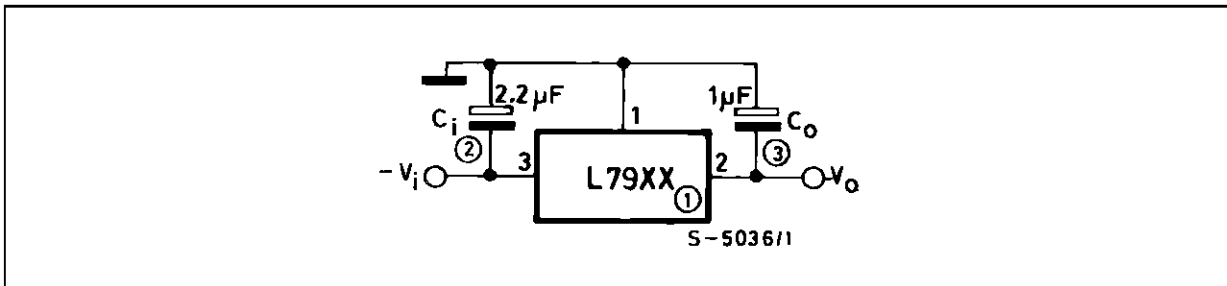 2.2µF
1µF
1
Ci
Co
②
③
3
2
-Vi
L79XX
①
-Vo
S-5036/1